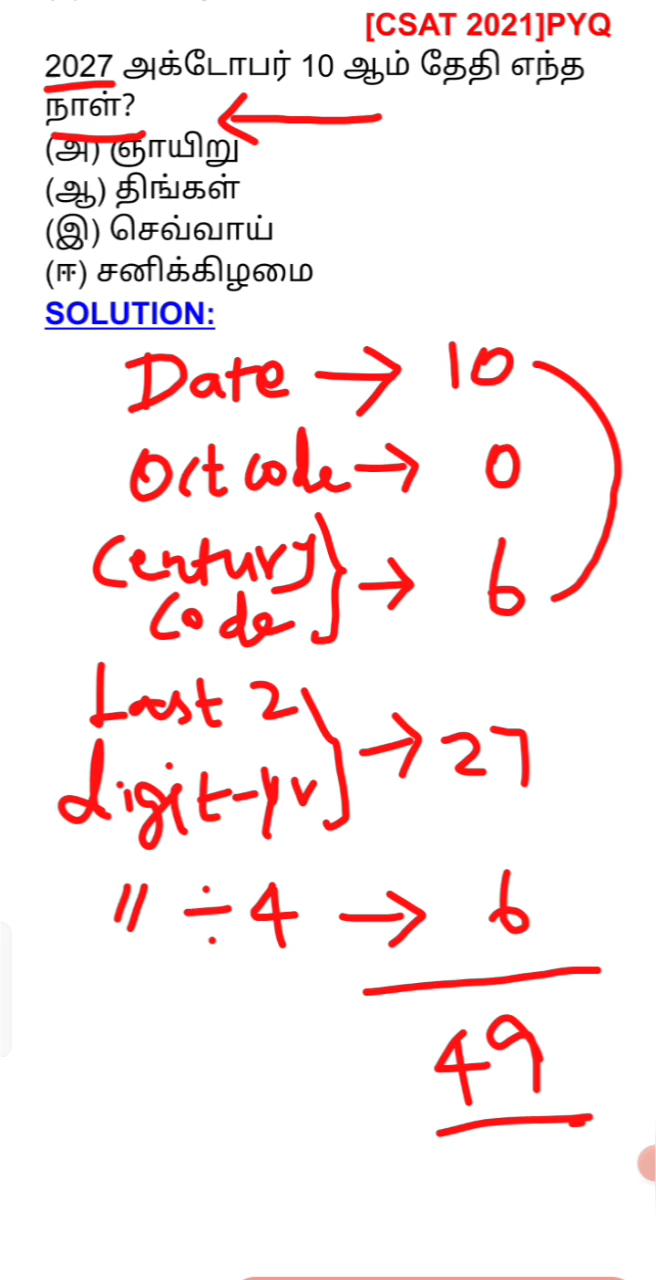 [CSAT 2021]PYQ
2027 அக்டோபர் 10 ஆம் தேதி எந்த
நாள்?
(அ) ஞாயிறு
(ஆ) திங்கள்
(இ) செவ்வாய்
(ஈ) சனிக்கிழமை
SOLUTION:
Date → 10
Oct code → 0
Century
Code } → 6
Last 2
digit-yr } → 27
〃 ÷ 4 → 6
49